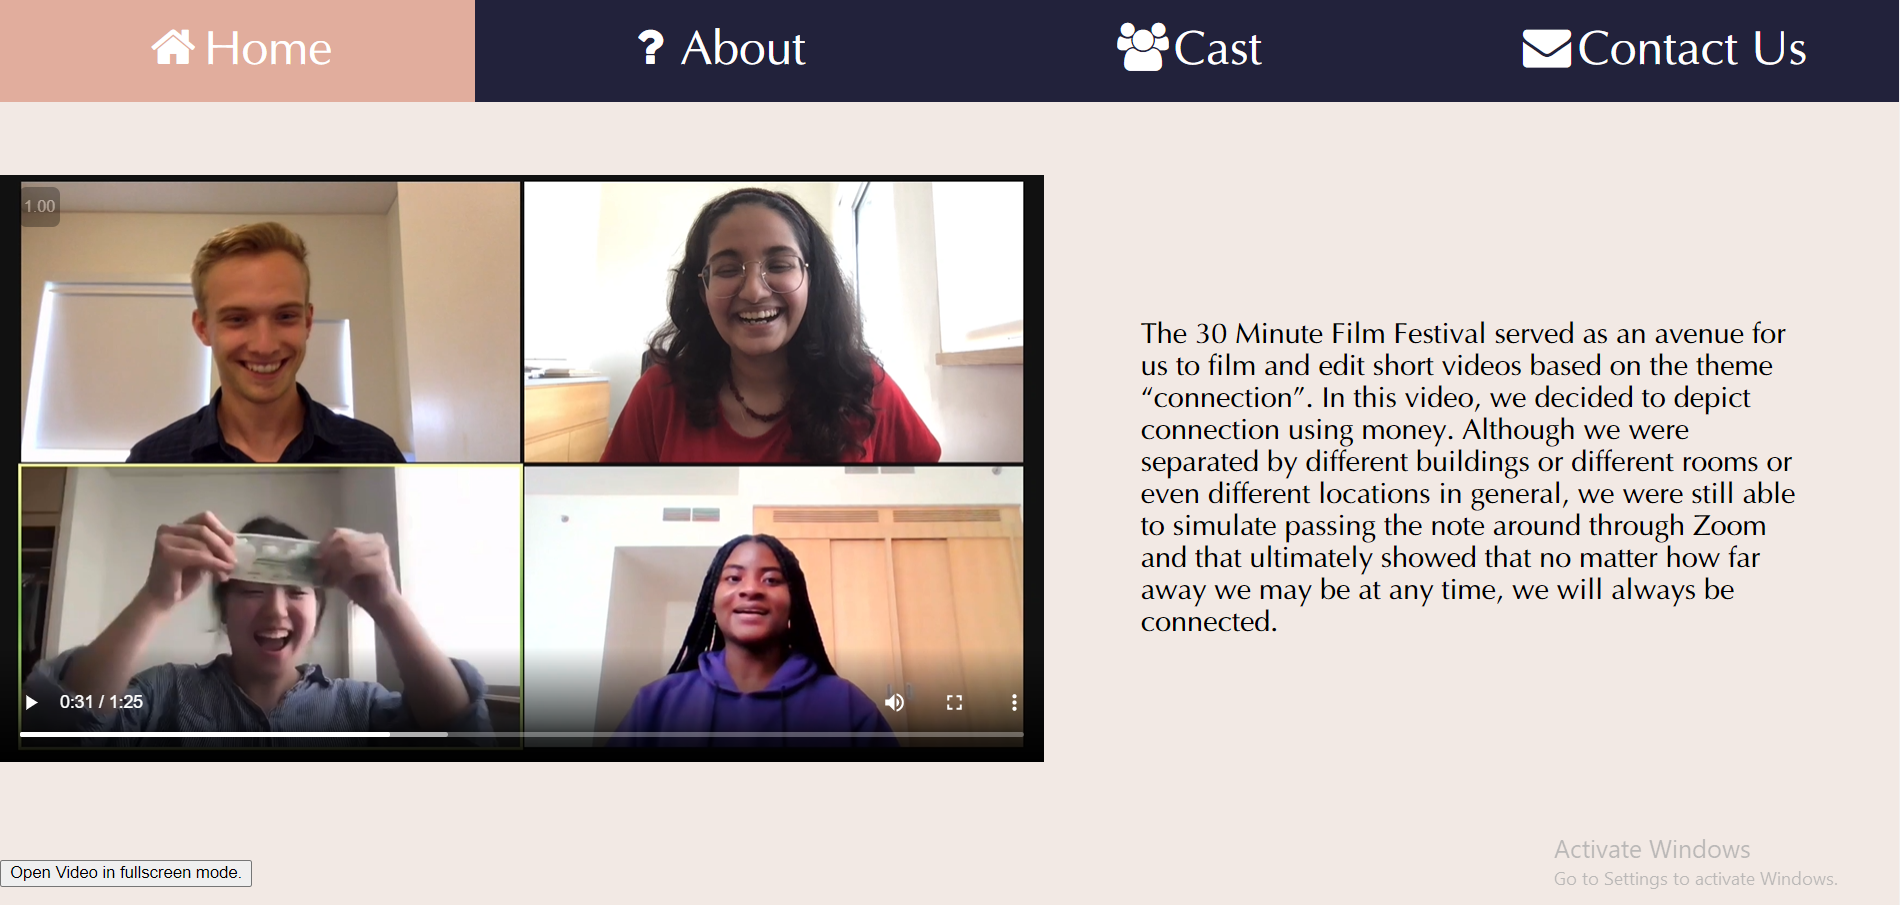 Home
? About
Cast
Contact Us
1.00
0:31 / 1:25
The 30 Minute Film Festival served as an avenue for
us to film and edit short videos based on the theme
“connection”. In this video, we decided to depict
connection using money. Although we were
separated by different buildings or different rooms or
even different locations in general, we were still able
to simulate passing the note around through Zoom
and that ultimately showed that no matter how far
away we may be at any time, we will always be
connected.
Open Video in fullscreen mode.
Activate Windows
Go to Settings to activate Windows.